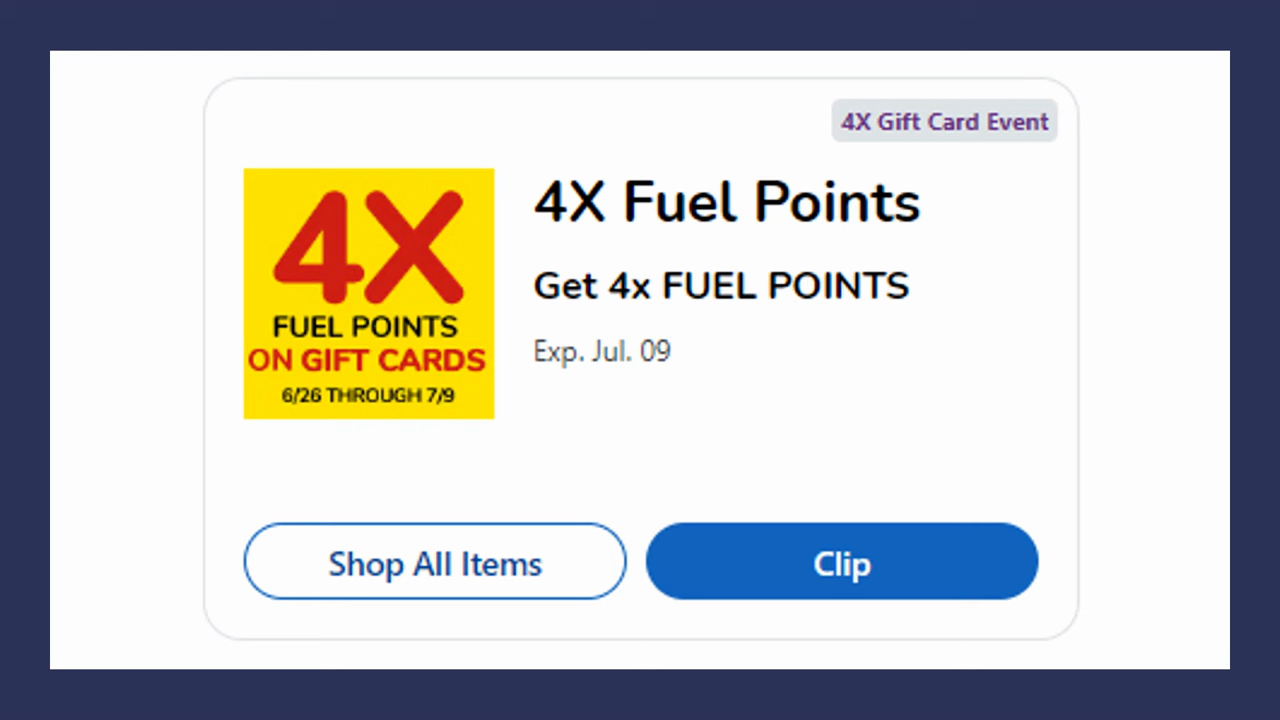 4X Gift Card Event
4X
FUEL POINTS
ON GIFT CARDS
6/26 THROUGH 7/9
4X Fuel Points
Get 4x FUEL POINTS
Exp. Jul. 09
Shop All Items
Clip